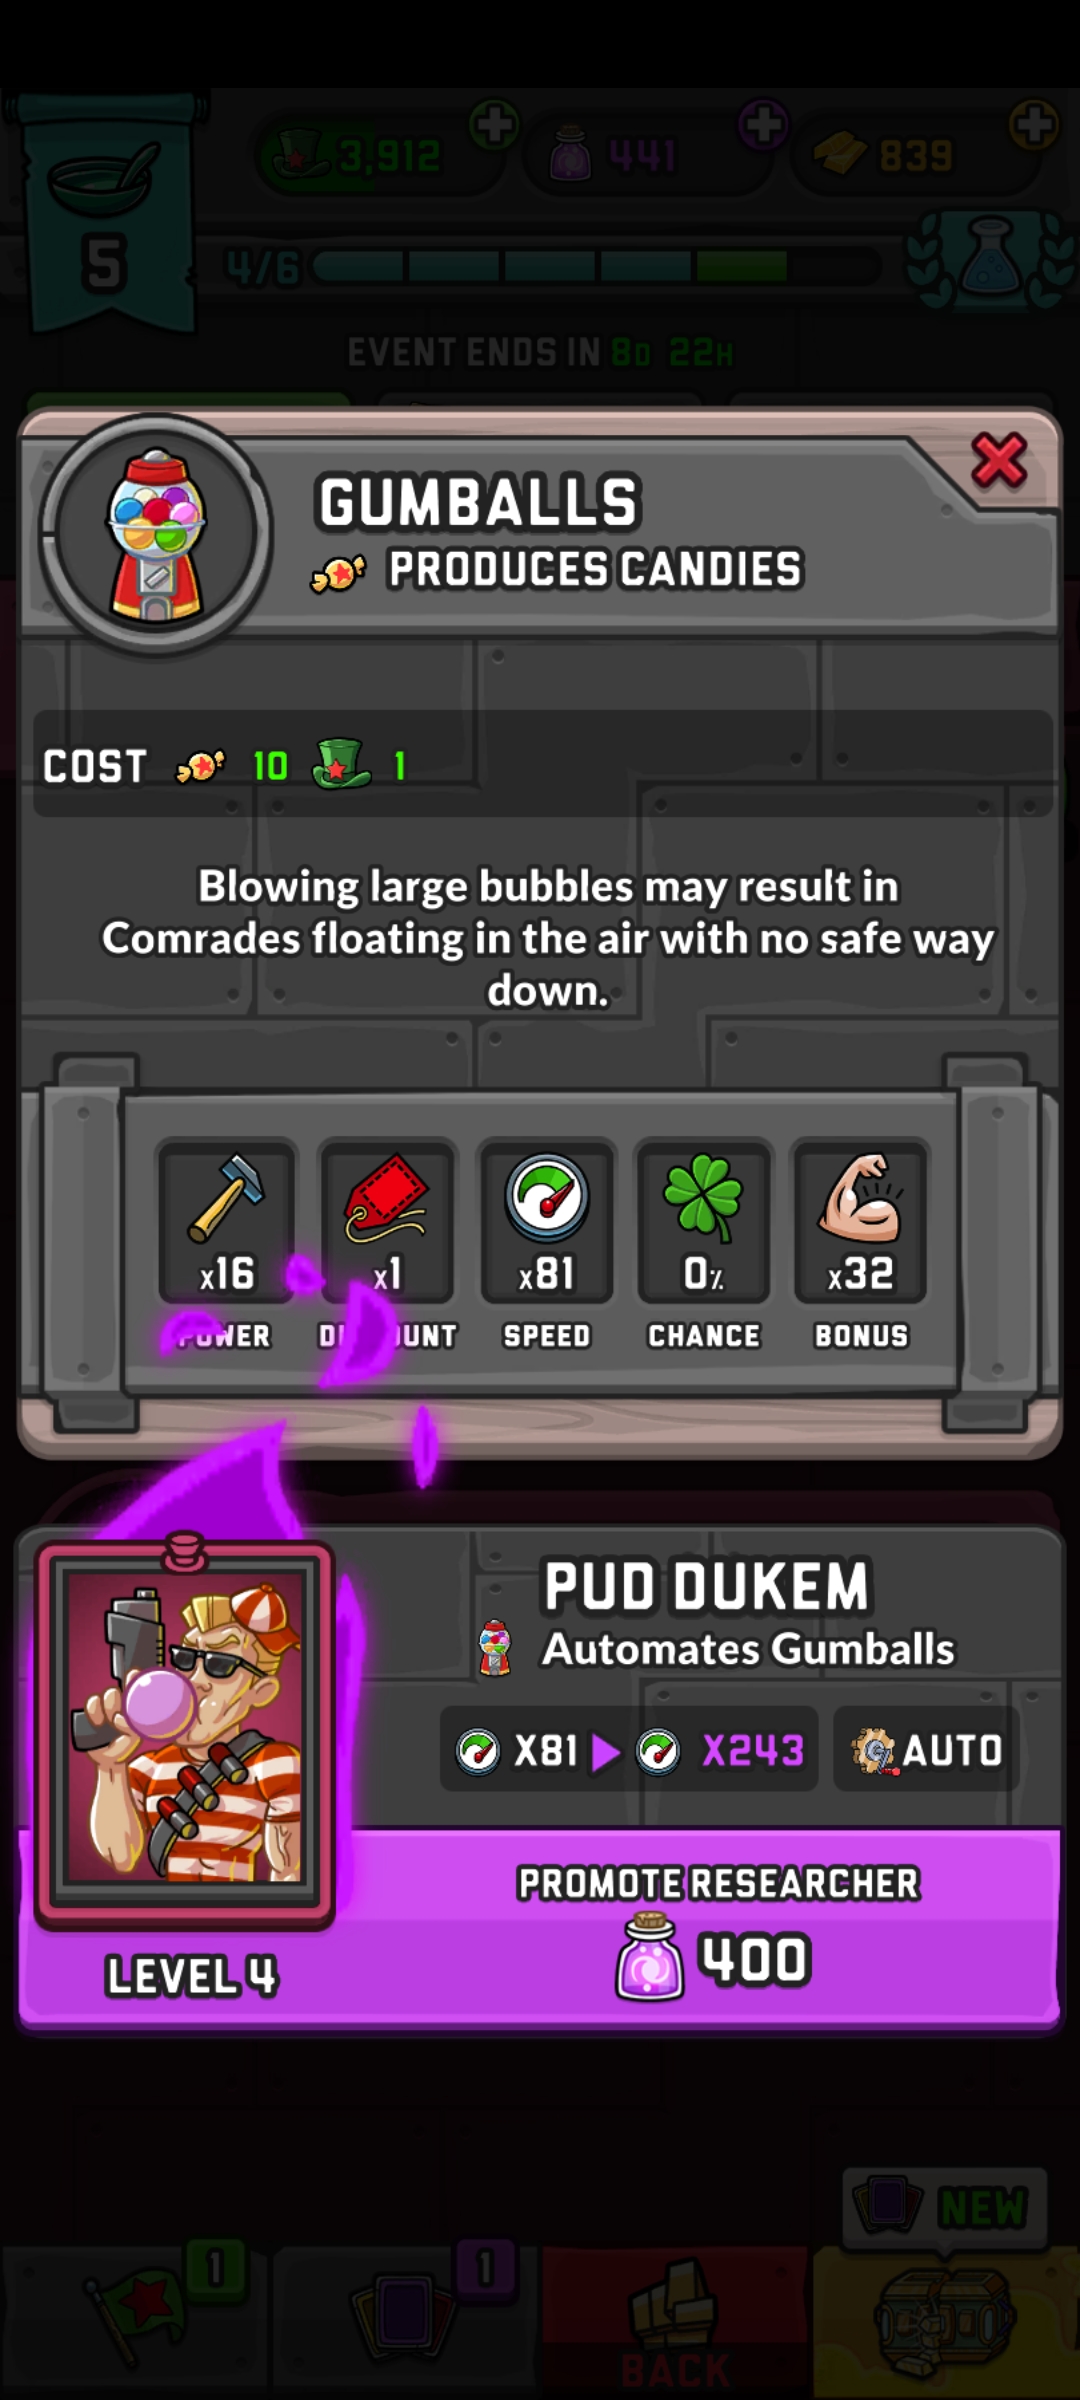 3,912
441
839
5
4/6
EVENT ENDS IN 8D 22H
GUMBALLS
PRODUCES CANDIES
COST 10 1
Blowing large bubbles may result in
Comrades floating in the air with no safe way
down.
x16 x1 x81 0% x32
POWER DISCOUNT SPEED CHANCE BONUS
PUD DUKEM
Automates Gumballs
X81 X243 AUTO
PROMOTE RESEARCHER
400
LEVEL 4
NEW
1
1
BACK